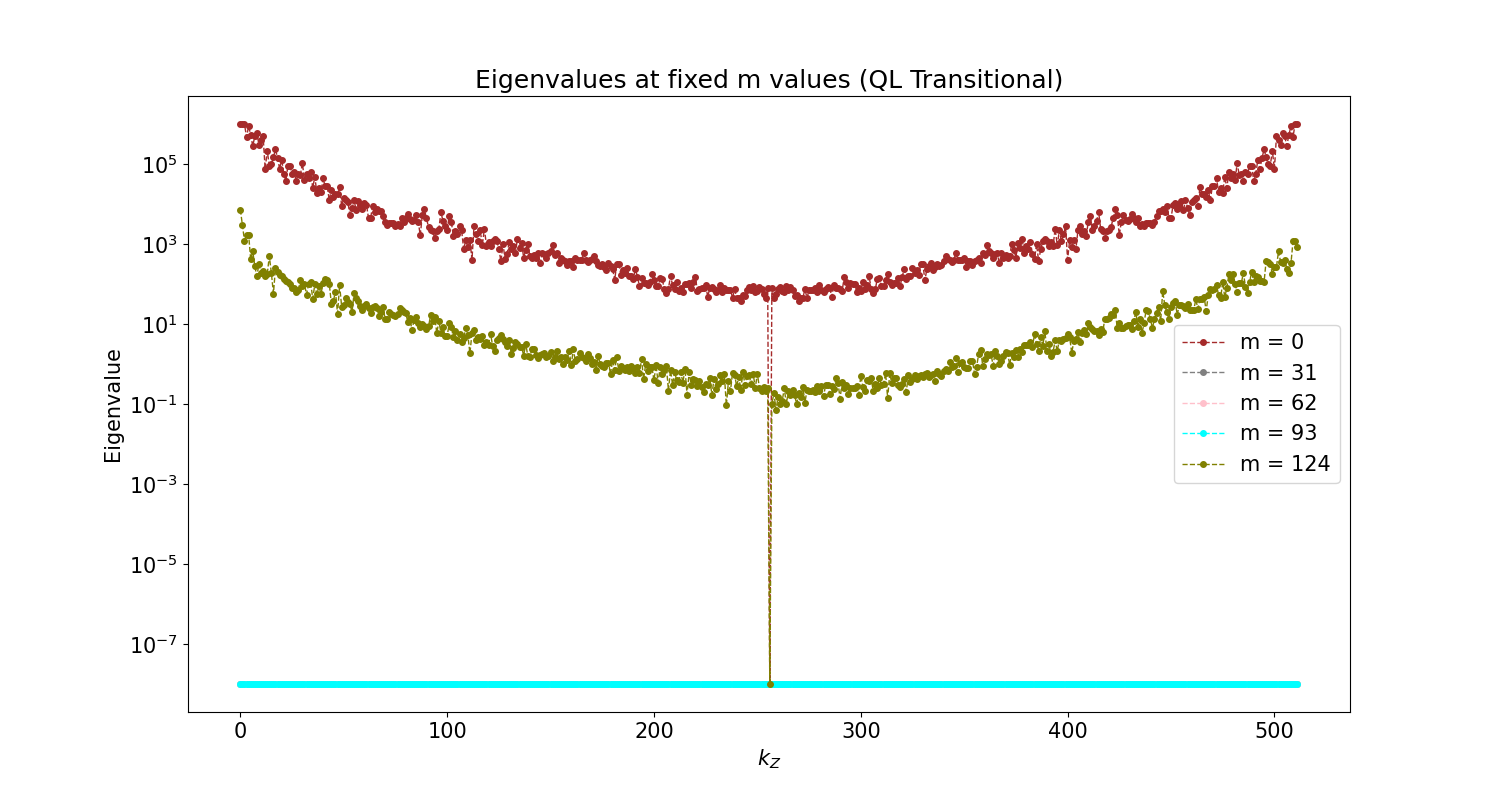 Eigenvalues at fixed m values (QL Transitional)
Eigenvalue
10^5
10^3
10^1
10^-1
10^-3
10^-5
10^-7
m = 0
m = 31
m = 62
m = 93
m = 124
0 100 200 300 400 500
k_Z